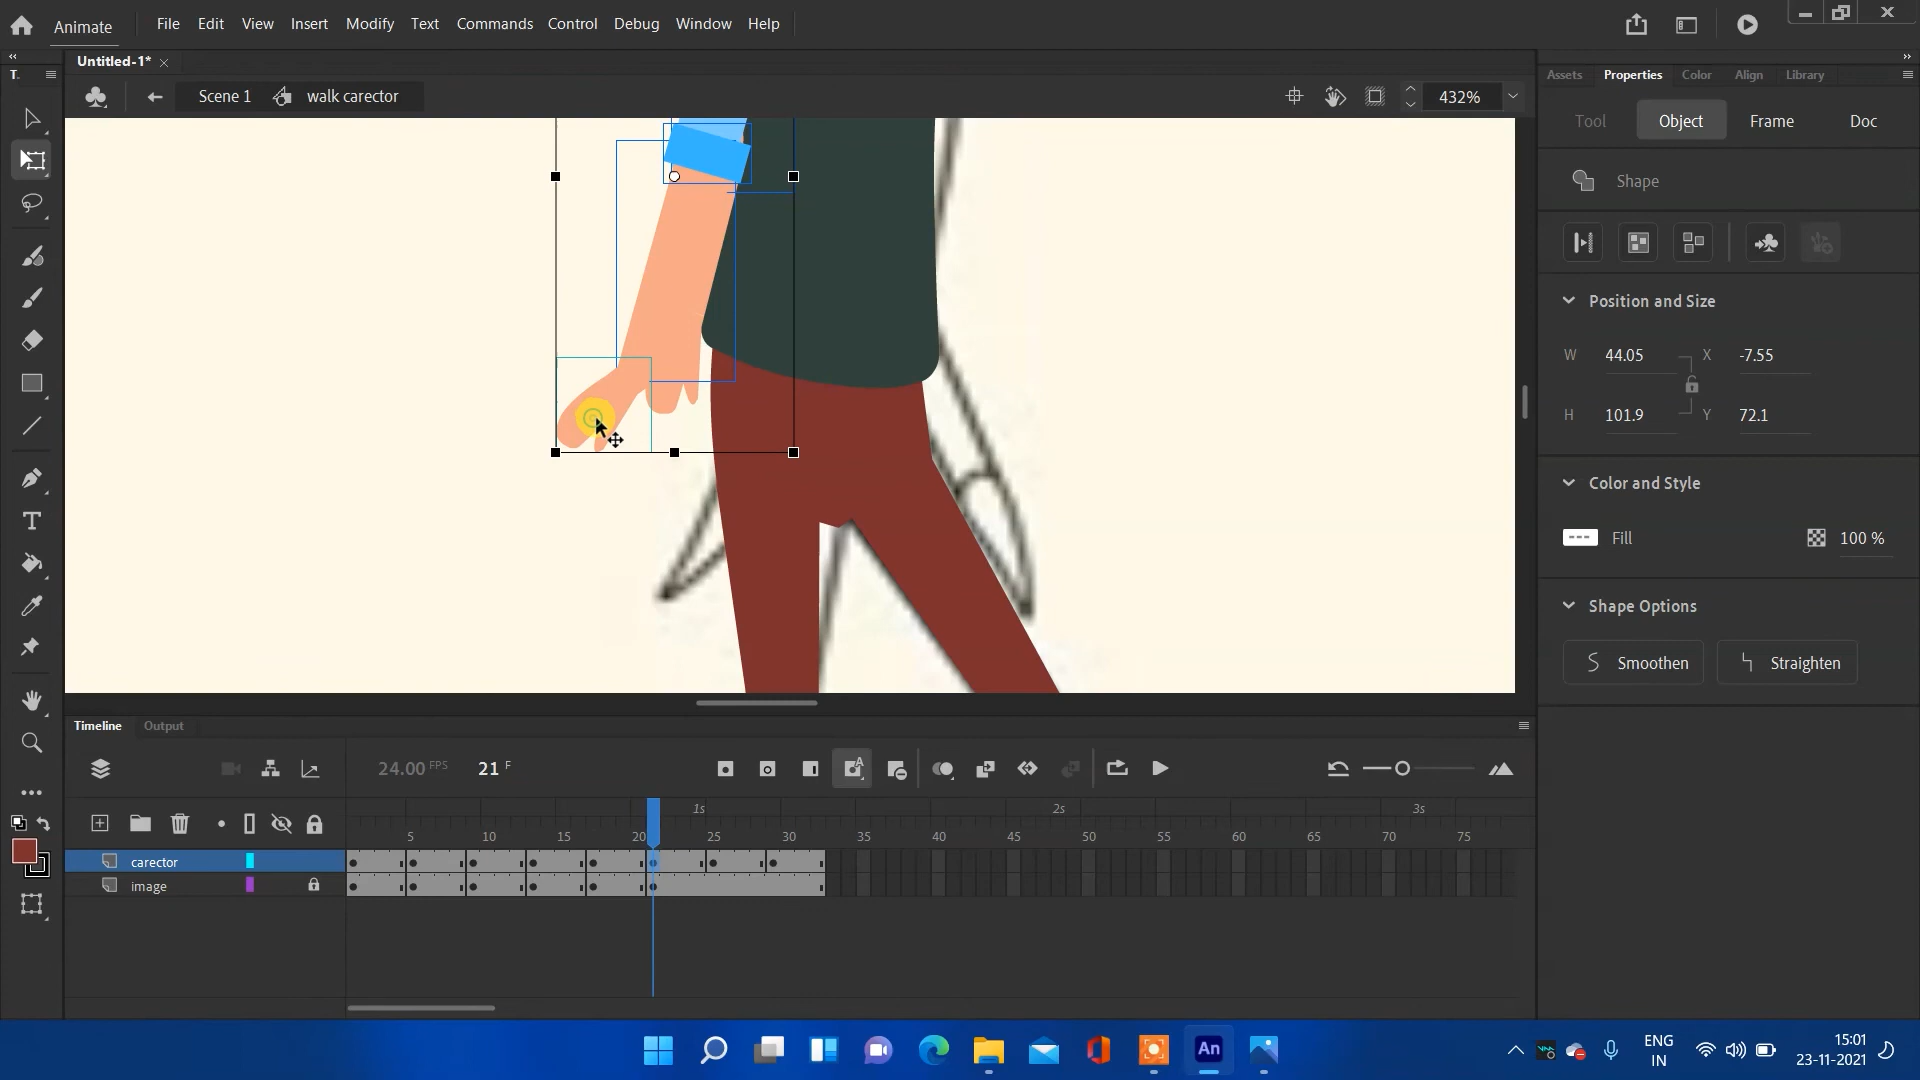 Animate File Edit View Insert Modify Text Commands Control Debug Window Help
Untitled-1*
Scene 1 walk carector 432%
T.
Assets Properties Color Align Library
Tool Object Frame Doc
Shape
Position and Size
W 44.05 X -7.55
H 101.9 Y 72.1
Color and Style
Fill 100 %
Shape Options
Smoothen Straighten
Timeline Output
24.00 FPS 21 F
1s 2s 3s
5 10 15 20 25 30 35 40 45 50 55 60 65 70 75
carector
image
An
ENG
IN
15:01
23-11-2021